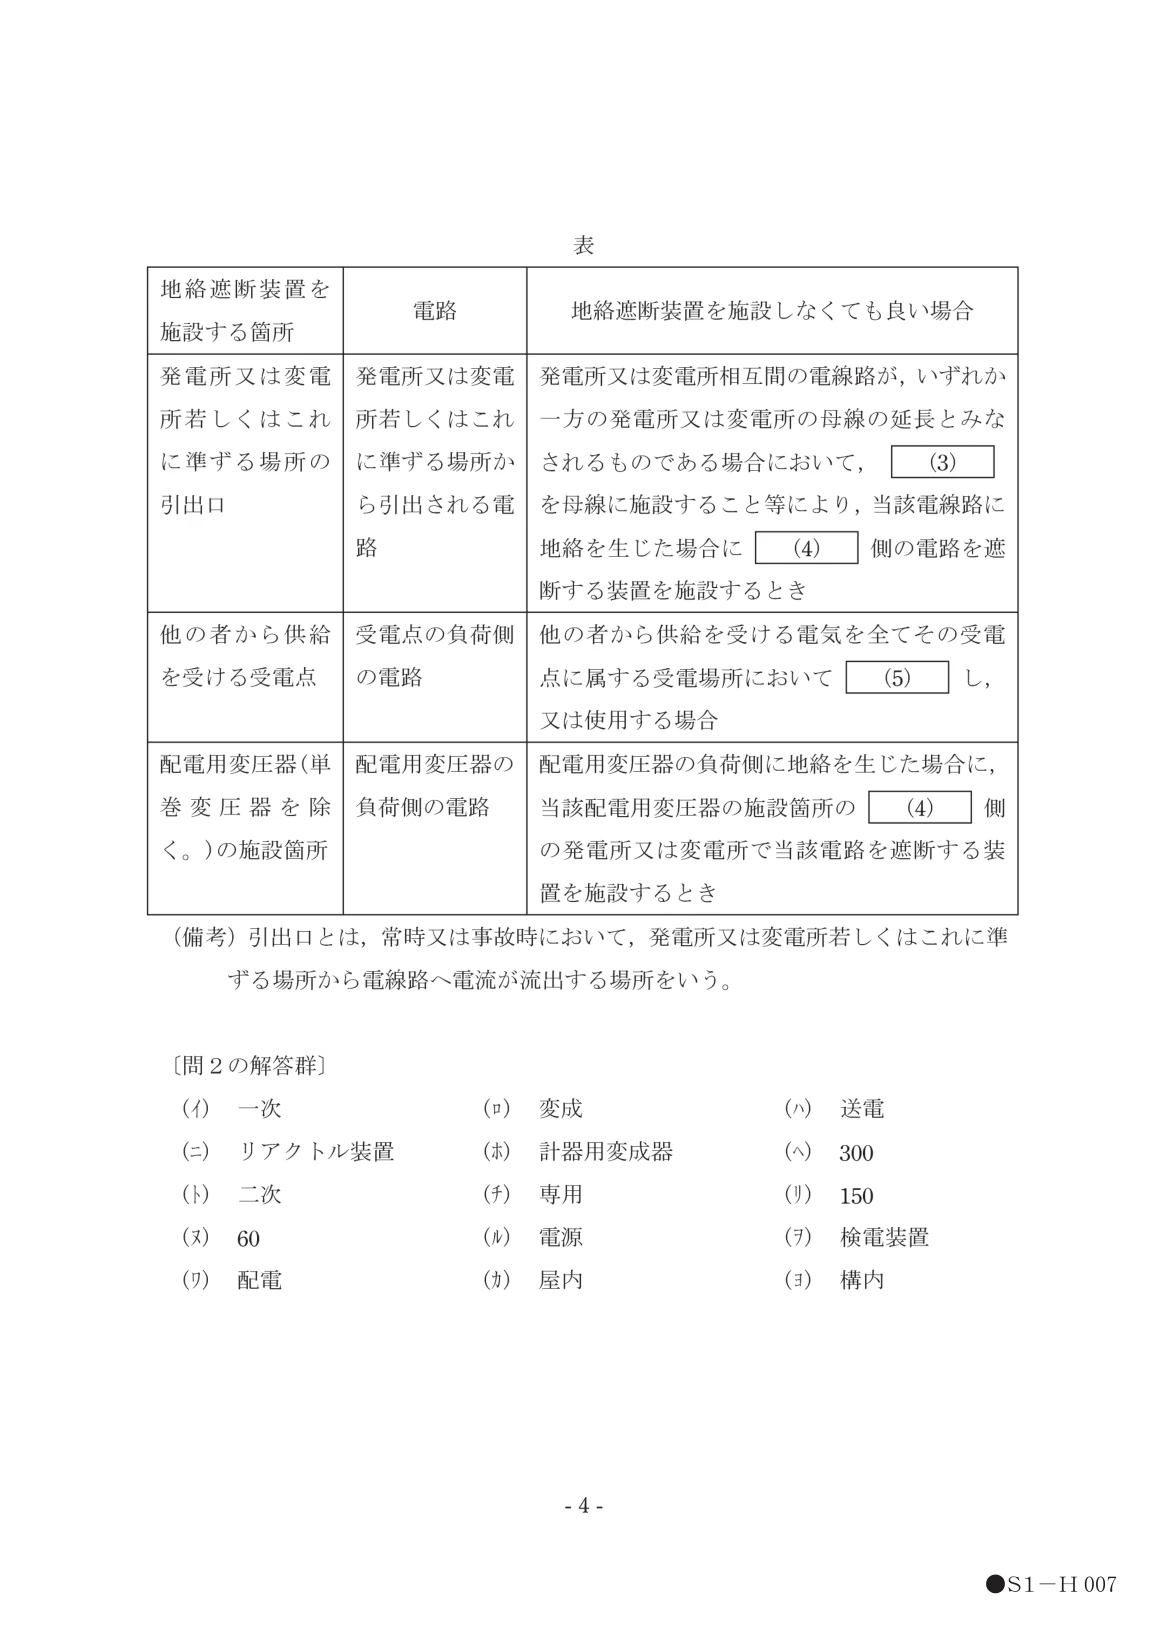 表
地絡遮断装置を
施設する箇所
電路
地絡遮断装置を施設しなくても良い場合
発電所又は変電
所若しくはこれ
に準ずる場所の
引出口
発電所又は変電
所若しくはこれ
に準ずる場所か
ら引出される電
路
発電所又は変電所相互間の電線路が，いずれか
一方の発電所又は変電所の母線の延長とみな
されるものである場合において， (3)
を母線に施設すること等により，当該電線路に
地絡を生じた場合に (4) 側の電路を遮
断する装置を施設するとき
他の者から供給
を受ける受電点
受電点の負荷側
の電路
他の者から供給を受ける電気を全てその受電
点に属する受電場所において (5) し，
又は使用する場合
配電用変圧器(単
巻変圧器を除
く。)の施設箇所
配電用変圧器の
負荷側の電路
配電用変圧器の負荷側に地絡を生じた場合に，
当該配電用変圧器の施設箇所の (4) 側
の発電所又は変電所で当該電路を遮断する装
置を施設するとき
（備考）引出口とは，常時又は事故時において，発電所又は変電所若しくはこれに準
ずる場所から電線路へ電流が流出する場所をいう。
〔問２の解答群〕
(イ) 一次 (ロ) 変成 (ハ) 送電
(ニ) リアクトル装置 (ホ) 計器用変成器 (ヘ) 300
(ト) 二次 (チ) 専用 (リ) 150
(ヌ) 60 (ル) 電源 (ヲ) 検電装置
(ワ) 配電 (カ) 屋内 (ヨ) 構内
- 4 -
●S1－H 007